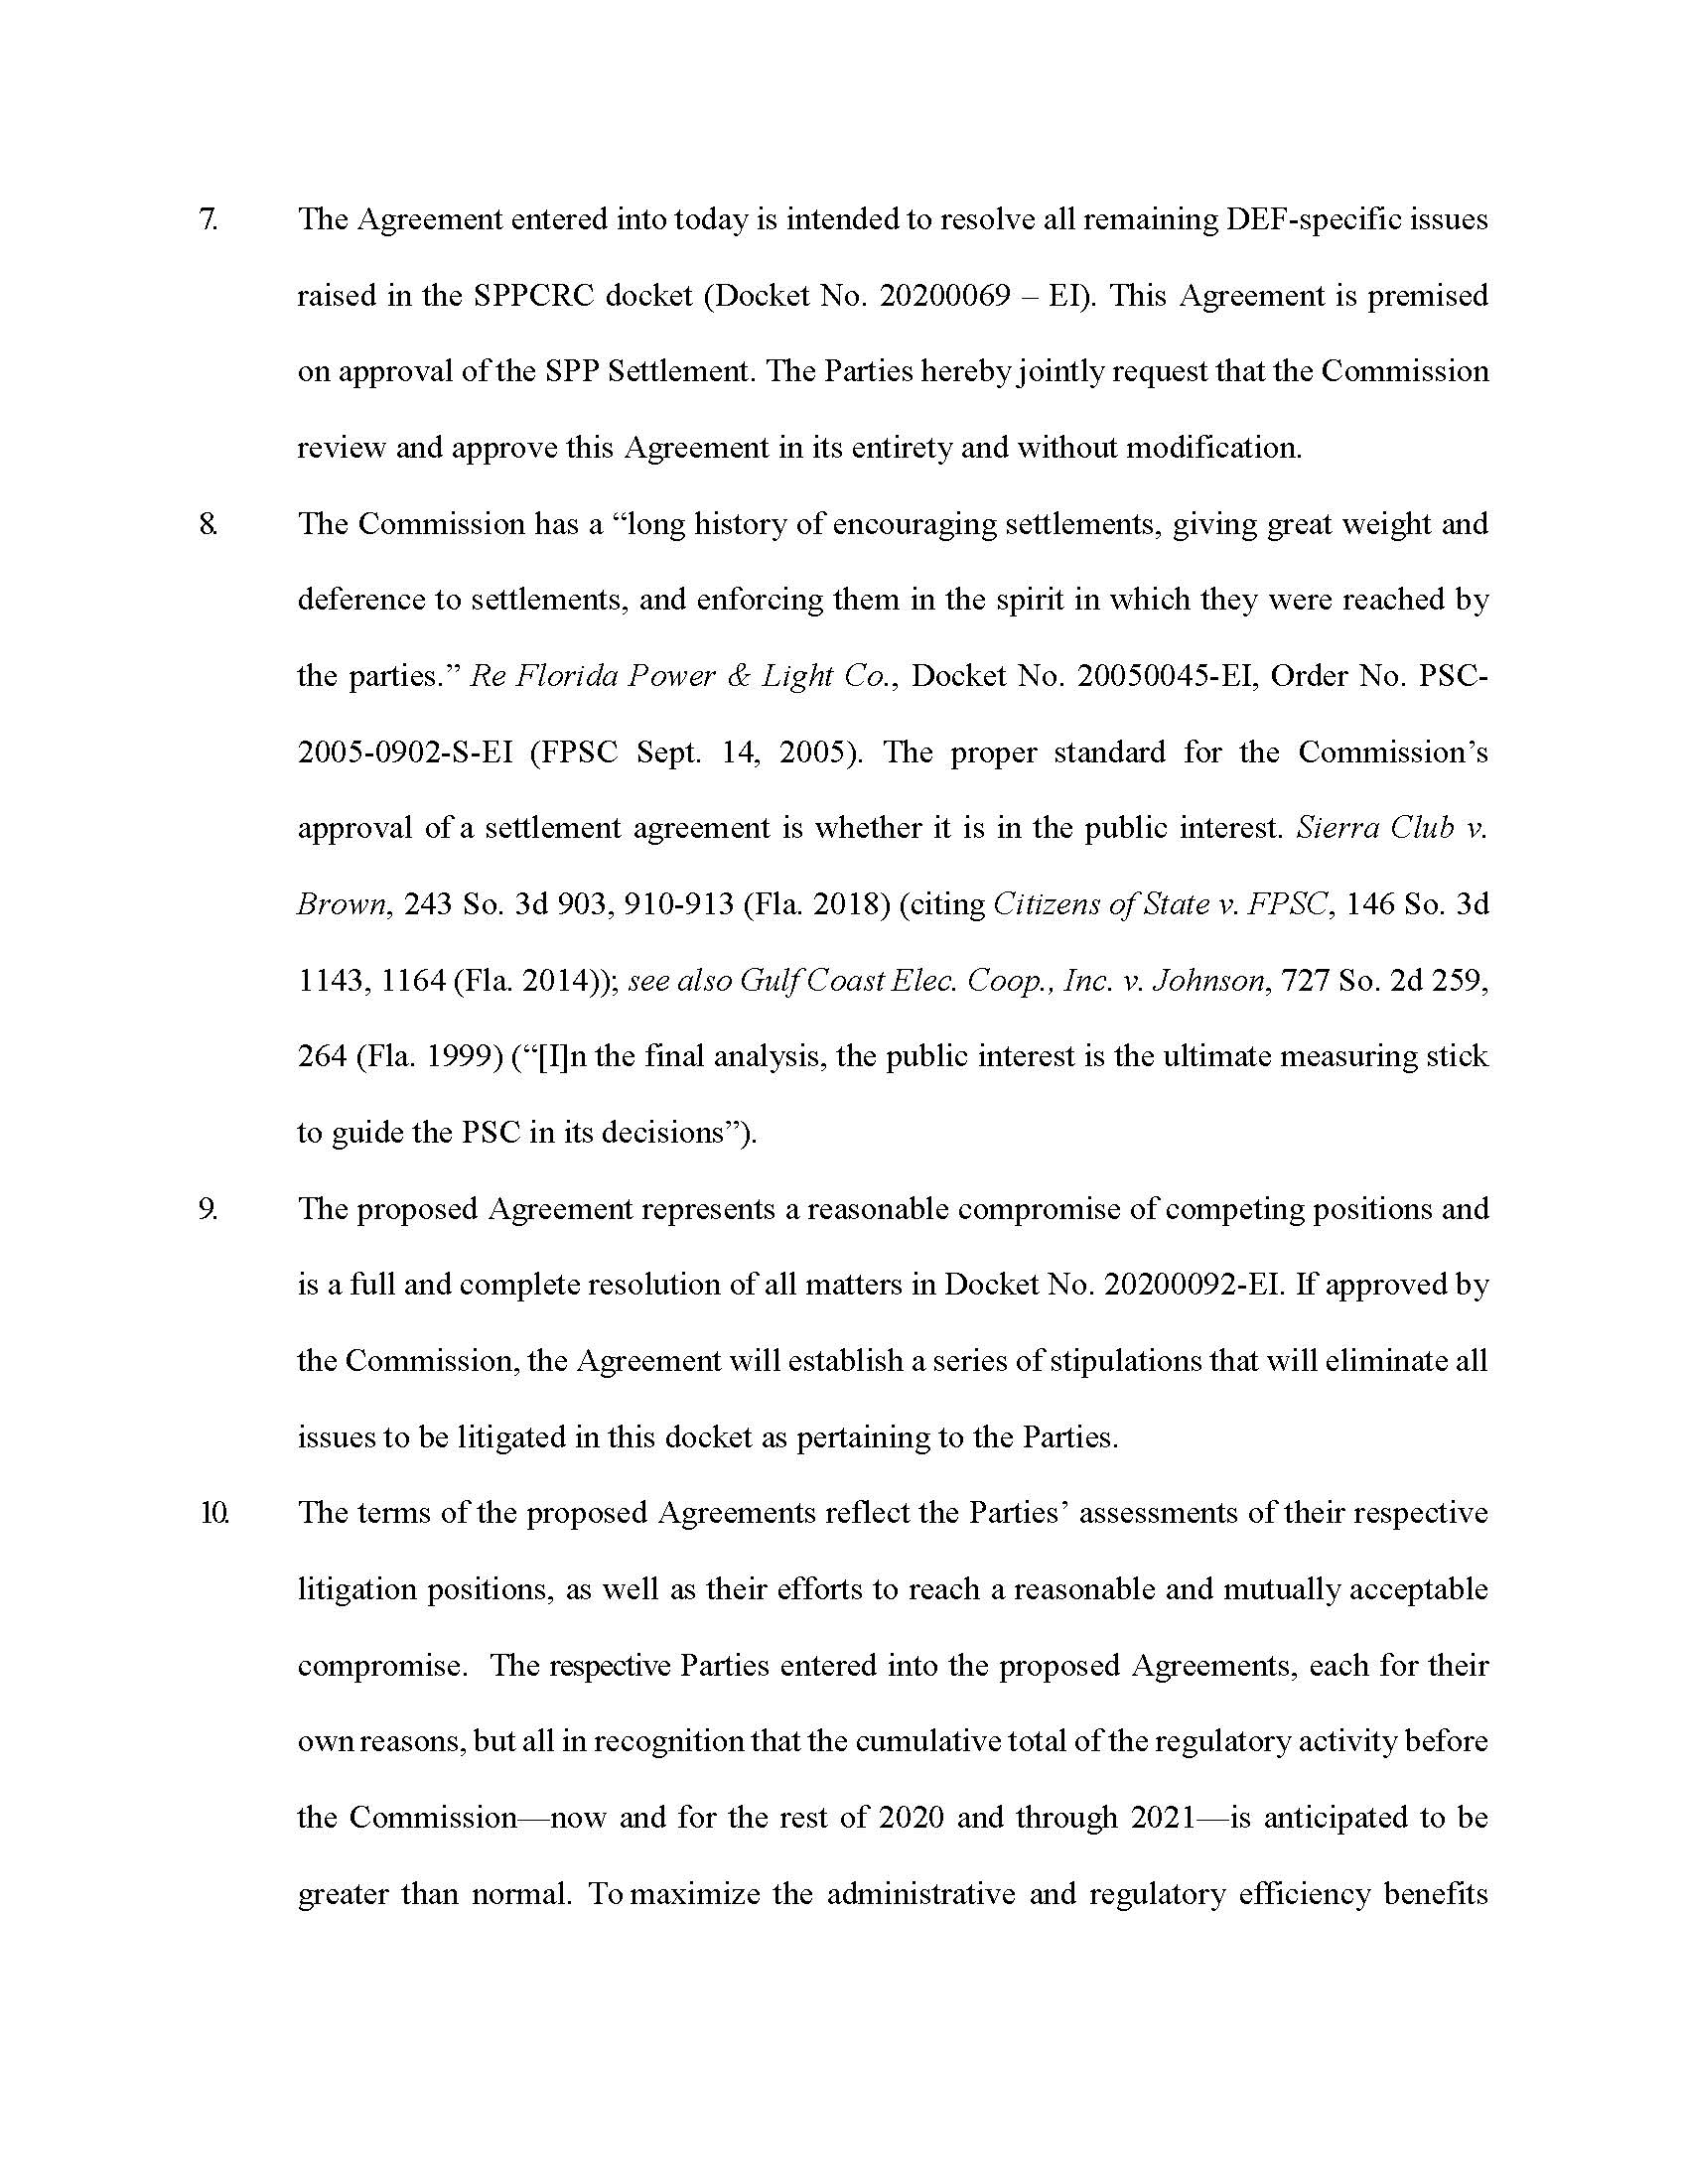 7. The Agreement entered into today is intended to resolve all remaining DEF-specific issues
raised in the SPPCRC docket (Docket No. 20200069 – EI). This Agreement is premised
on approval of the SPP Settlement. The Parties hereby jointly request that the Commission
review and approve this Agreement in its entirety and without modification.
8. The Commission has a “long history of encouraging settlements, giving great weight and
deference to settlements, and enforcing them in the spirit in which they were reached by
the parties.” Re Florida Power & Light Co., Docket No. 20050045-EI, Order No. PSC-
2005-0902-S-EI (FPSC Sept. 14, 2005). The proper standard for the Commission’s
approval of a settlement agreement is whether it is in the public interest. Sierra Club v.
Brown, 243 So. 3d 903, 910-913 (Fla. 2018) (citing Citizens of State v. FPSC, 146 So. 3d
1143, 1164 (Fla. 2014)); see also Gulf Coast Elec. Coop., Inc. v. Johnson, 727 So. 2d 259,
264 (Fla. 1999) (“[I]n the final analysis, the public interest is the ultimate measuring stick
to guide the PSC in its decisions”).
9. The proposed Agreement represents a reasonable compromise of competing positions and
is a full and complete resolution of all matters in Docket No. 20200092-EI. If approved by
the Commission, the Agreement will establish a series of stipulations that will eliminate all
issues to be litigated in this docket as pertaining to the Parties.
10. The terms of the proposed Agreements reflect the Parties’ assessments of their respective
litigation positions, as well as their efforts to reach a reasonable and mutually acceptable
compromise. The respective Parties entered into the proposed Agreements, each for their
own reasons, but all in recognition that the cumulative total of the regulatory activity before
the Commission—now and for the rest of 2020 and through 2021—is anticipated to be
greater than normal. To maximize the administrative and regulatory efficiency benefits